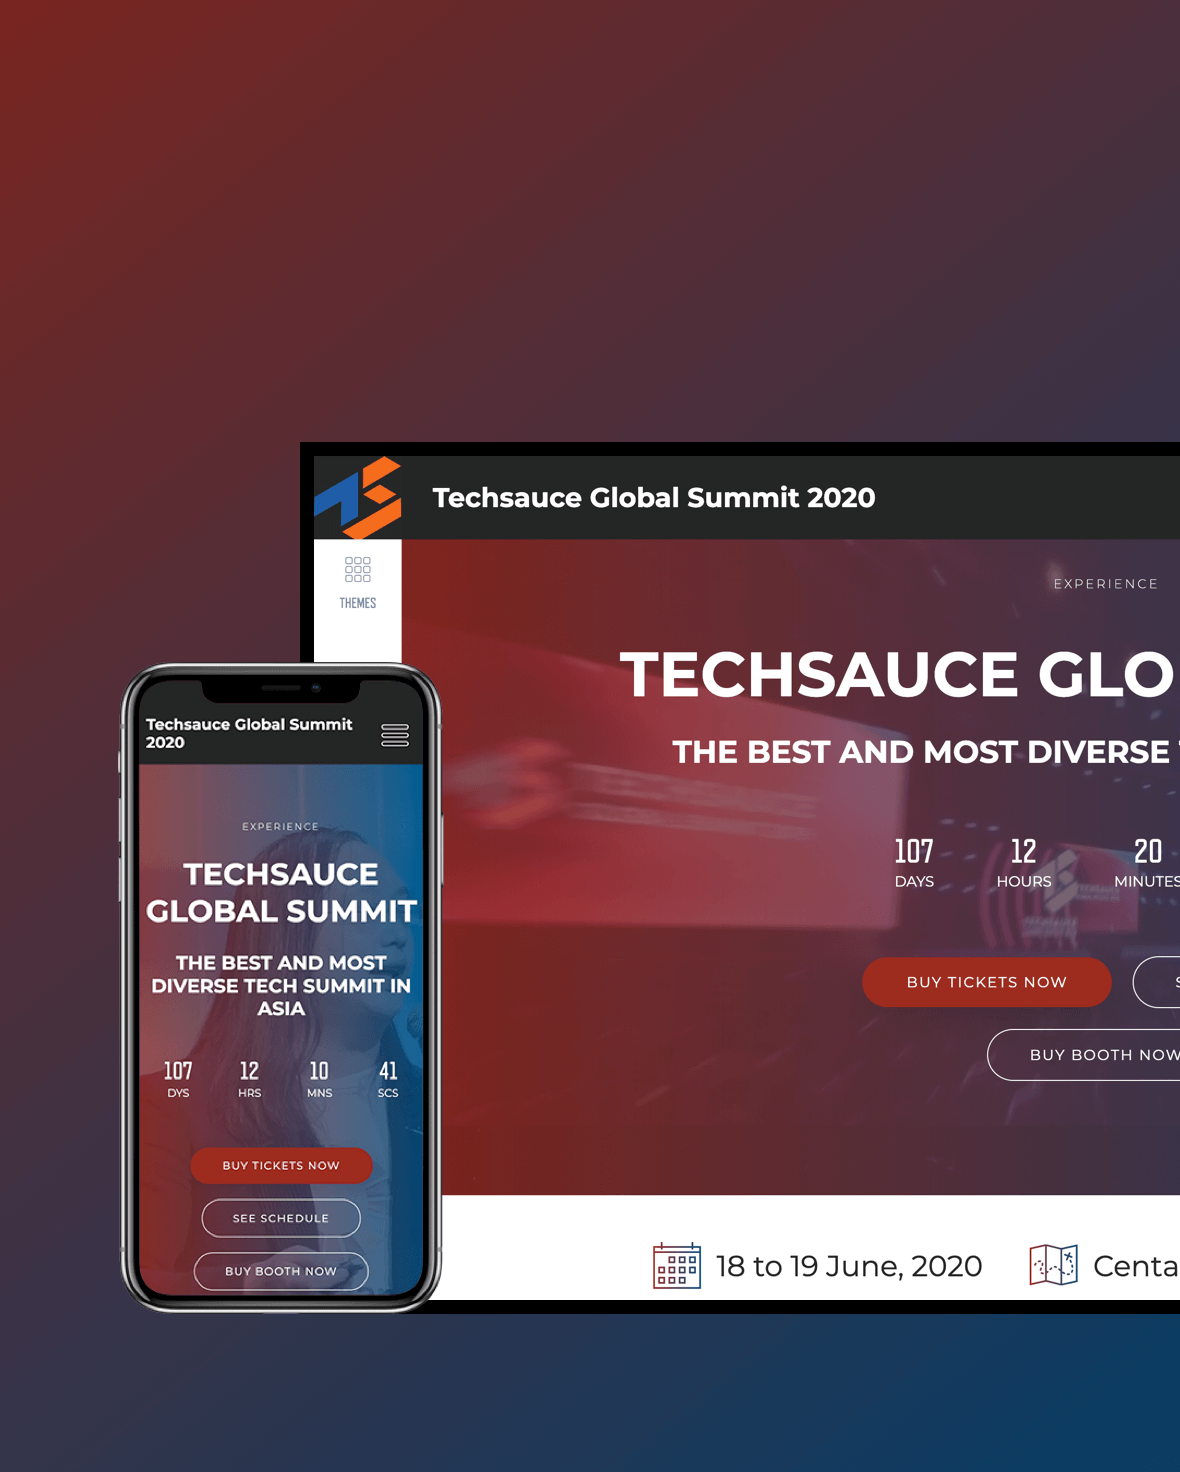 Techsauce Global Summit 2020
THEMES
EXPERIENCE
TECHSAUCE GLO
THE BEST AND MOST DIVERSE
107 12 20
DAYS HOURS MINUTES
BUY TICKETS NOW S
BUY BOOTH NOW
18 to 19 June, 2020 Centa
Techsauce Global Summit
2020
EXPERIENCE
TECHSAUCE
GLOBAL SUMMIT
THE BEST AND MOST
DIVERSE TECH SUMMIT IN
ASIA
107 12 10 41
DYS HRS MNS SCS
BUY TICKETS NOW
SEE SCHEDULE
BUY BOOTH NOW